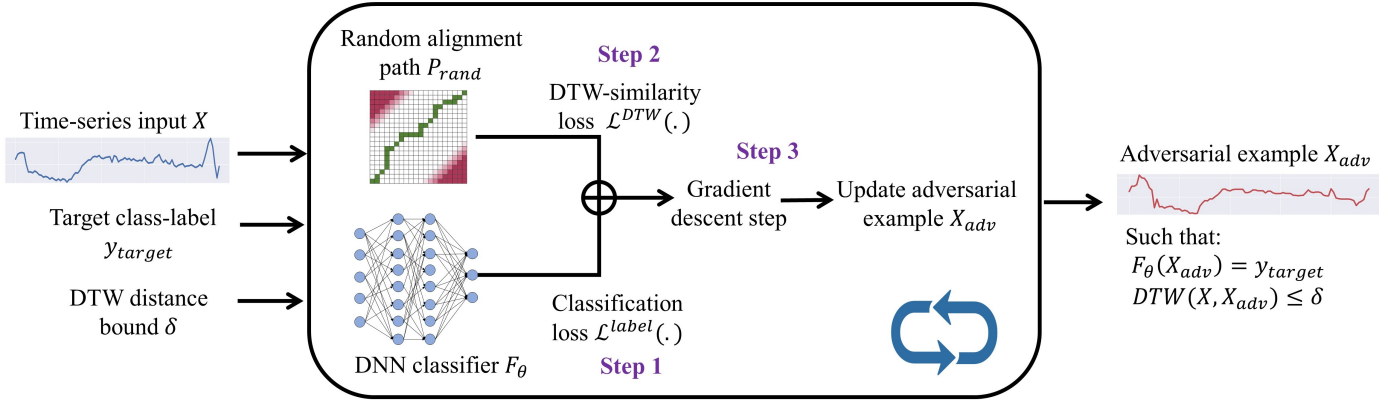 Time-series input X
Target class-label
y_target
DTW distance
bound δ
Random alignment
path P_rand
Step 2
DTW-similarity
loss ℒ^DTW(.)
DNN classifier F_θ
Classification
loss ℒ^label(.)
Step 1
Step 3
Gradient
descent step
Update adversarial
example X_adv
Adversarial example X_adv
Such that:
F_θ(X_adv) = y_target
DTW(X, X_adv) ≤ δ